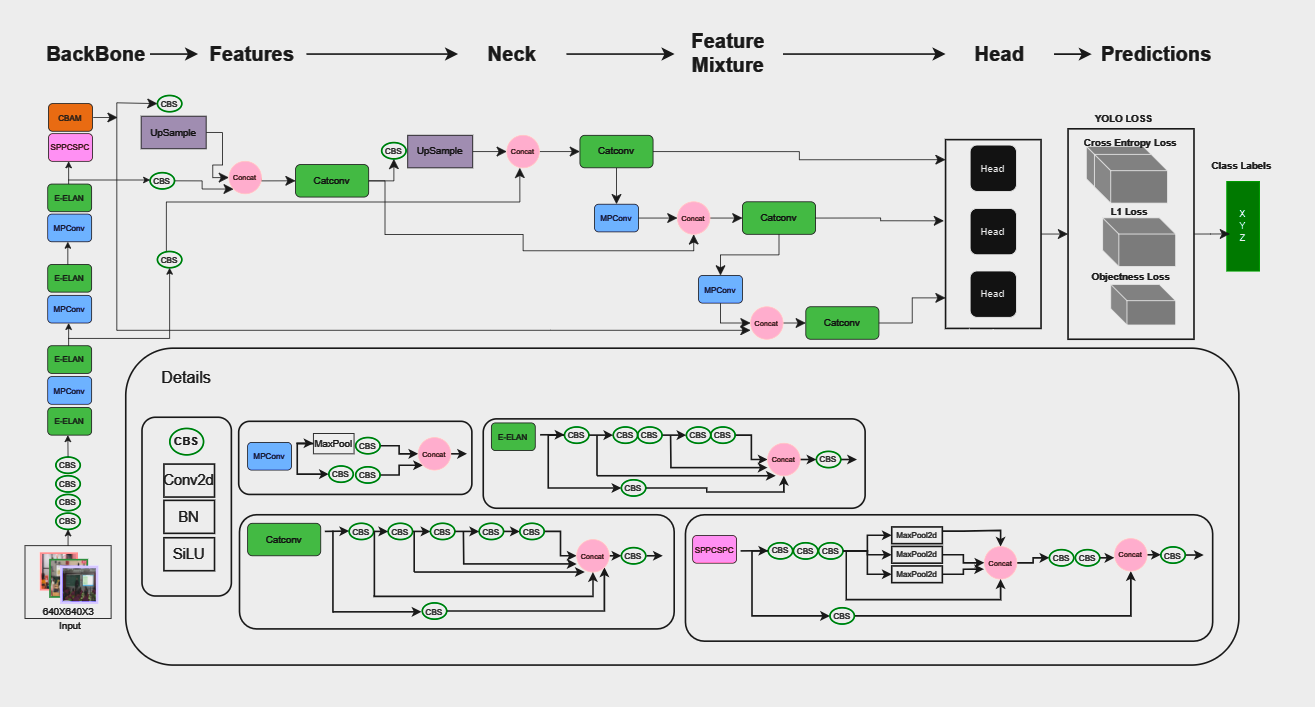 BackBone
Features
Neck
Feature
Mixture
Head
Predictions
CBAM
SPPCSPC
E-ELAN
MPConv
E-ELAN
MPConv
E-ELAN
MPConv
E-ELAN
CBS
CBS
CBS
CBS
640X640X3
Input
CBS
UpSample
CBS
Concat
Catconv
CBS
CBS
UpSample
Concat
Catconv
MPConv
Concat
Catconv
MPConv
Concat
Catconv
Head
Head
Head
YOLO LOSS
Cross Entropy Loss
L1 Loss
Objectness Loss
Class Labels
X
Y
Z
Details
CBS
Conv2d
BN
SiLU
MPConv
MaxPool
CBS
CBS
CBS
Concat
E-ELAN
CBS
CBS
CBS
CBS
CBS
Concat
CBS
CBS
Catconv
CBS
CBS
CBS
CBS
CBS
Concat
CBS
CBS
SPPCSPC
CBS
CBS
CBS
MaxPool2d
MaxPool2d
MaxPool2d
Concat
CBS
CBS
Concat
CBS
CBS